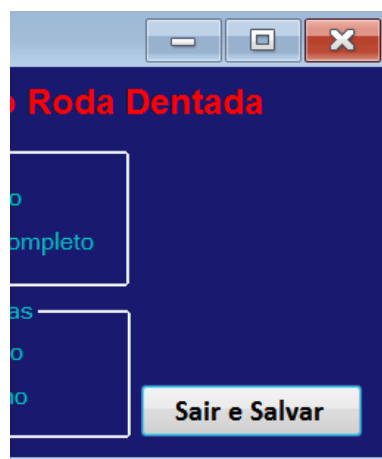 Roda Dentada
o
ompleto
as
o
no
Sair e Salvar